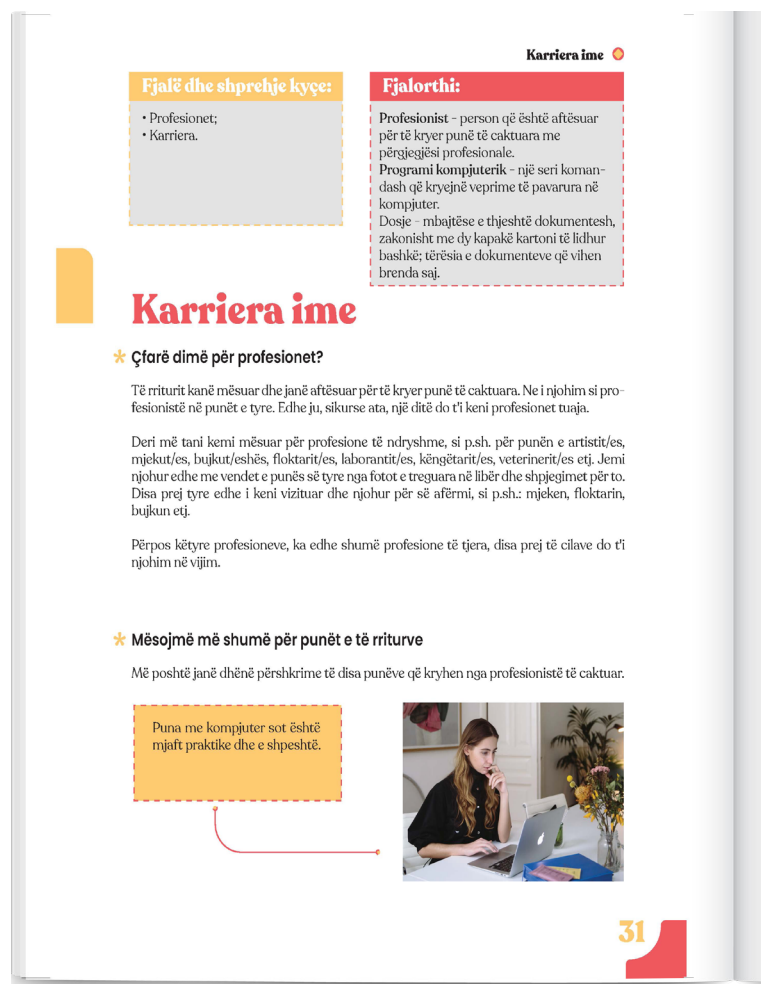 Karriera ime
Fjalë dhe shprehje kyçe:
• Profesionet;
• Karriera.
Fjalorthi:
Profesionist - person që është aftësuar
për të kryer punë të caktuara me
përgjegjësi profesionale.
Programi kompjuterik - një seri koman-
dash që kryejnë veprime të pavarura në
kompjuter.
Dosje - mbajtëse e thjeshtë dokumentesh,
zakonisht me dy kapakë kartoni të lidhur
bashkë; tërësia e dokumenteve që vihen
brenda saj.
Karriera ime
* Çfarë dimë për profesionet?
Të rriturit kanë mësuar dhe janë aftësuar për të kryer punë të caktuara. Ne i njohim si pro-
fesionistë në punët e tyre. Edhe ju, sikurse ata, një ditë do t'i keni profesionet tuaja.
Deri më tani kemi mësuar për profesione të ndryshme, si p.sh. për punën e artistit/es,
mjekut/es, bujkut/eshës, floktarit/es, laborantit/es, këngëtarit/es, veterinerit/es etj. Jemi
njohur edhe me vendet e punës së tyre nga fotot e treguara në libër dhe shpjegimet për to.
Disa prej tyre edhe i keni vizituar dhe njohur për së afërmi, si p.sh.: mjeken, floktarin,
bujkun etj.
Përpos këtyre profesioneve, ka edhe shumë profesione të tjera, disa prej të cilave do t'i
njohim në vijim.
* Mësojmë më shumë për punët e të rriturve
Më poshtë janë dhënë përshkrime të disa punëve që kryhen nga profesionistë të caktuar.
Puna me kompjuter sot është
mjaft praktike dhe e shpeshtë.
31